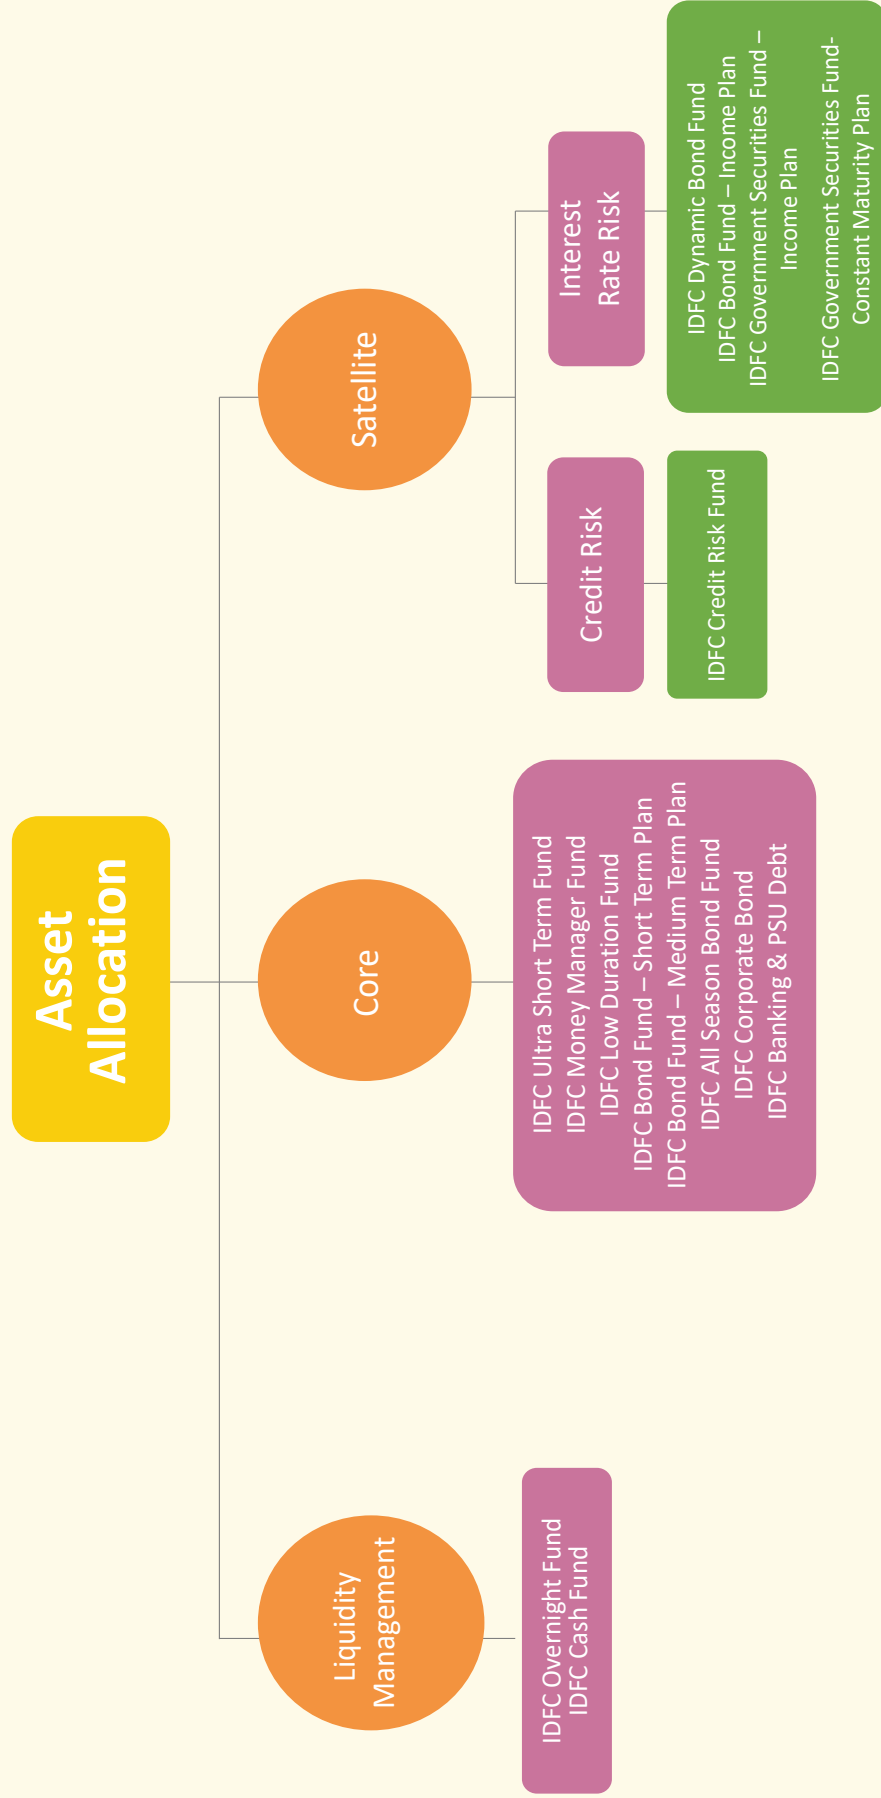 Asset
Allocation
Liquidity
Management
Core
Satellite
IDFC Overnight Fund
IDFC Cash Fund
IDFC Ultra Short Term Fund
IDFC Money Manager Fund
IDFC Low Duration Fund
IDFC Bond Fund – Short Term Plan
IDFC Bond Fund – Medium Term Plan
IDFC All Season Bond Fund
IDFC Corporate Bond
IDFC Banking & PSU Debt
Credit Risk
IDFC Credit Risk Fund
Interest
Rate Risk
IDFC Dynamic Bond Fund
IDFC Bond Fund – Income Plan
IDFC Government Securities Fund –
Income Plan
IDFC Government Securities Fund-
Constant Maturity Plan